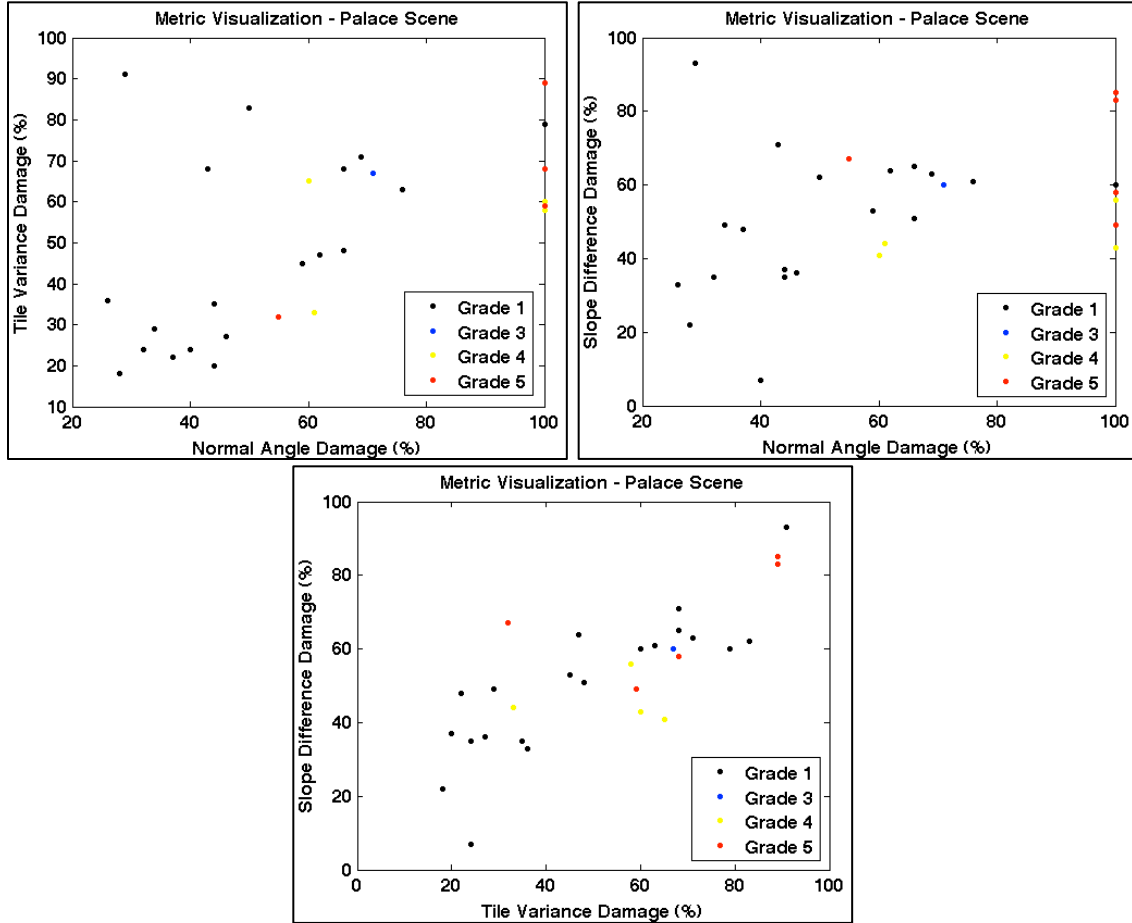 Metric Visualization - Palace Scene
100
90
80
70
60
50
40
30
20
10
Tile Variance Damage (%)
20 40 60 80 100
Normal Angle Damage (%)
Grade 1
Grade 3
Grade 4
Grade 5
Metric Visualization - Palace Scene
100
80
60
40
20
0
Slope Difference Damage (%)
20 40 60 80 100
Normal Angle Damage (%)
Grade 1
Grade 3
Grade 4
Grade 5
Metric Visualization - Palace Scene
100
80
60
40
20
0
Slope Difference Damage (%)
0 20 40 60 80 100
Tile Variance Damage (%)
Grade 1
Grade 3
Grade 4
Grade 5